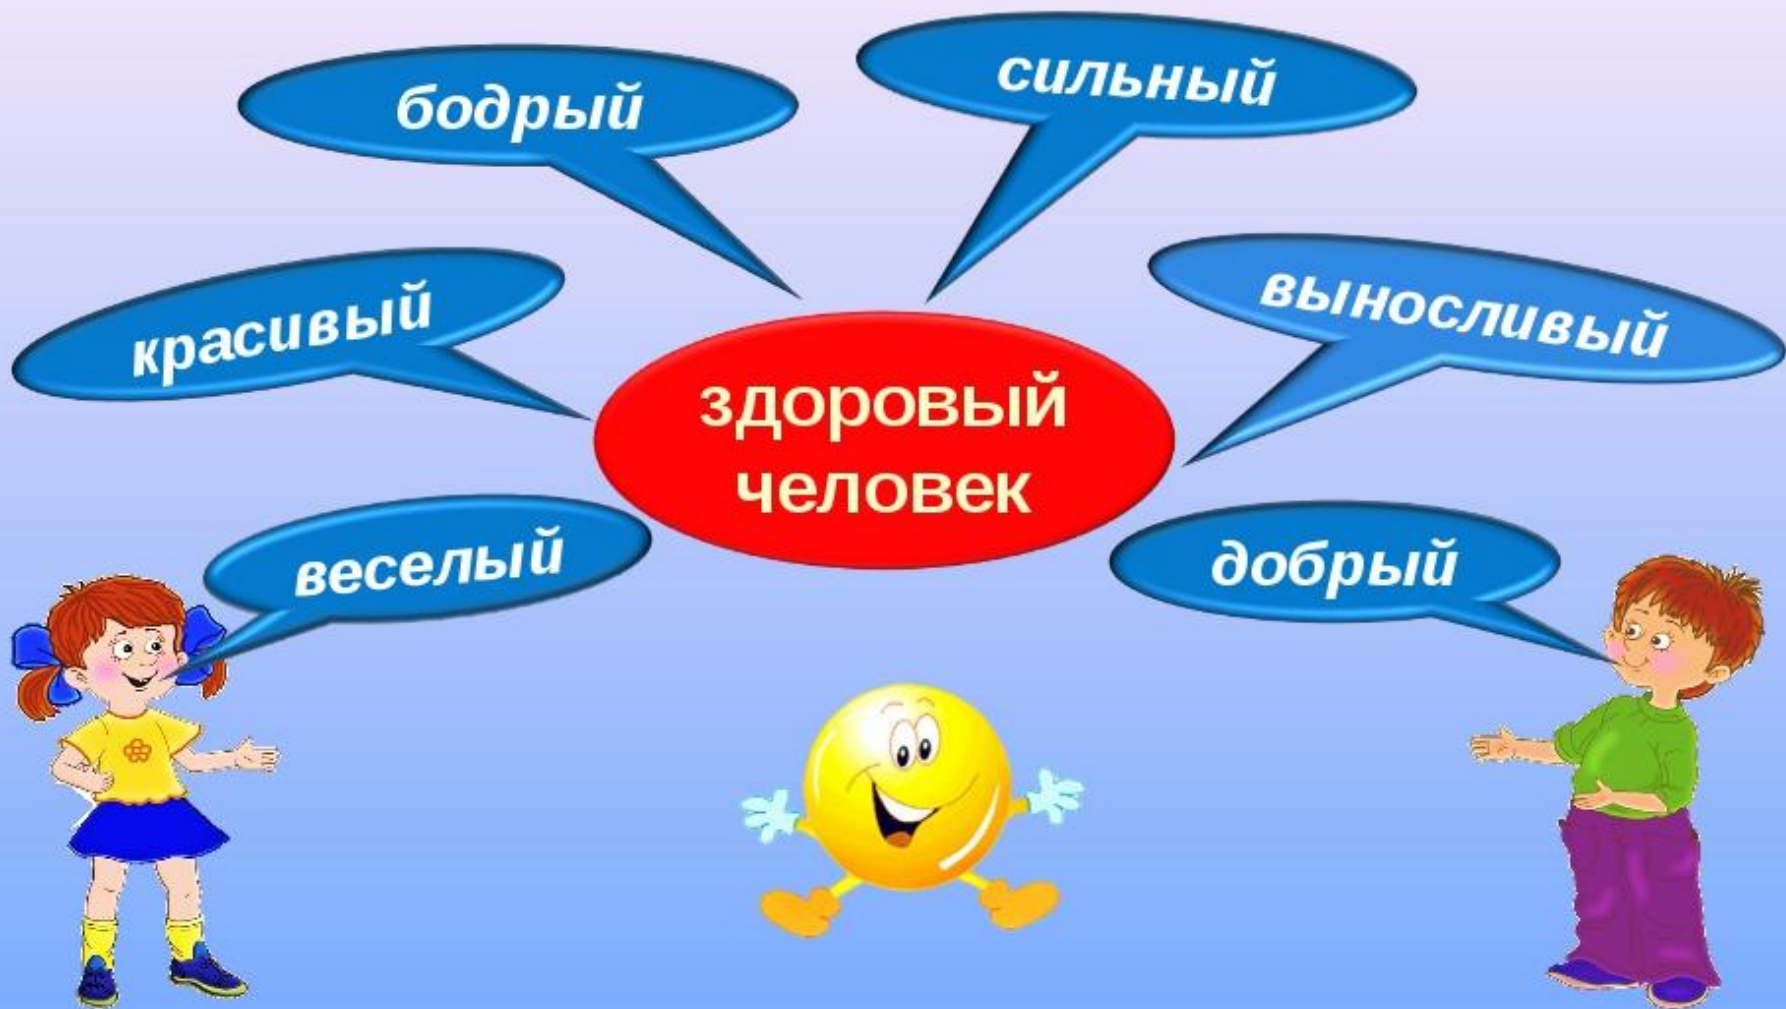 бодрый
сильный
красивый
выносливый
здоровый
человек
веселый
добрый